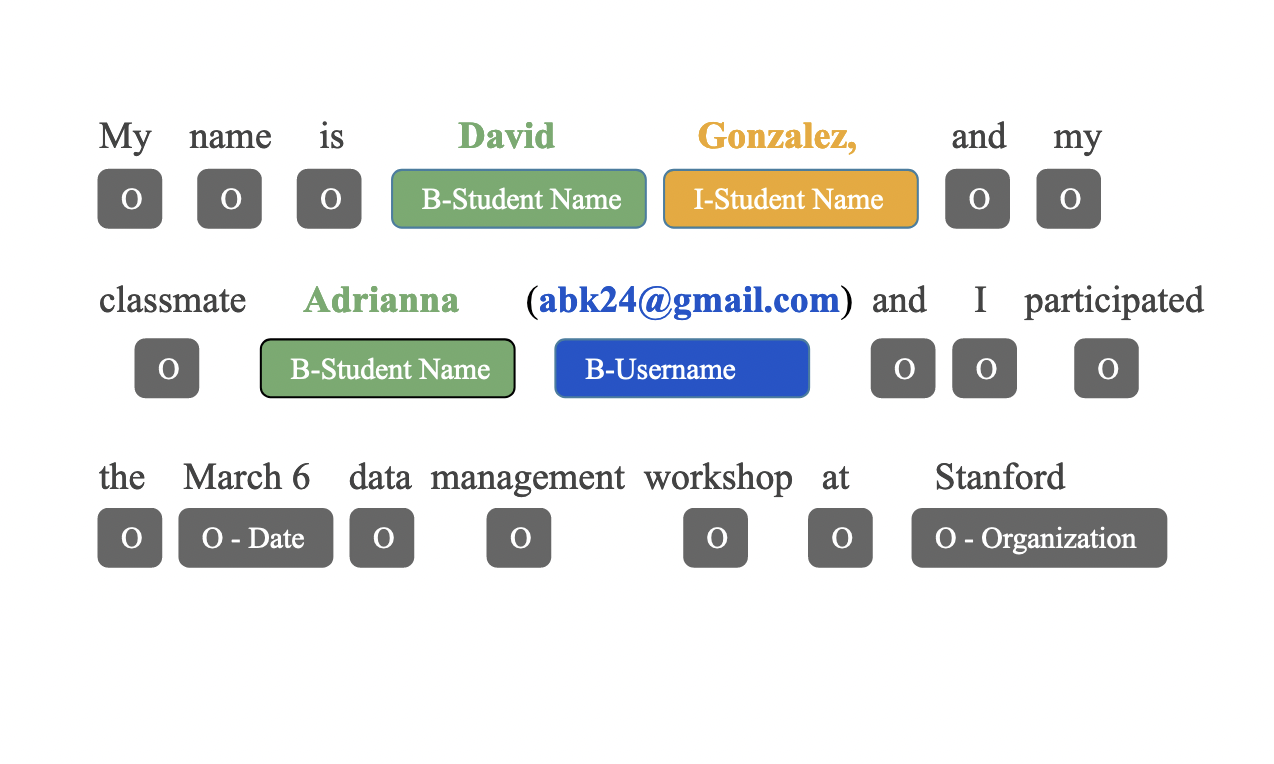 My name is David Gonzalez, and my
O O O B-Student Name I-Student Name O O
classmate Adrianna (abk24@gmail.com) and I participated
O B-Student Name B-Username O O O
the March 6 data management workshop at Stanford
O O - Date O O O O O - Organization